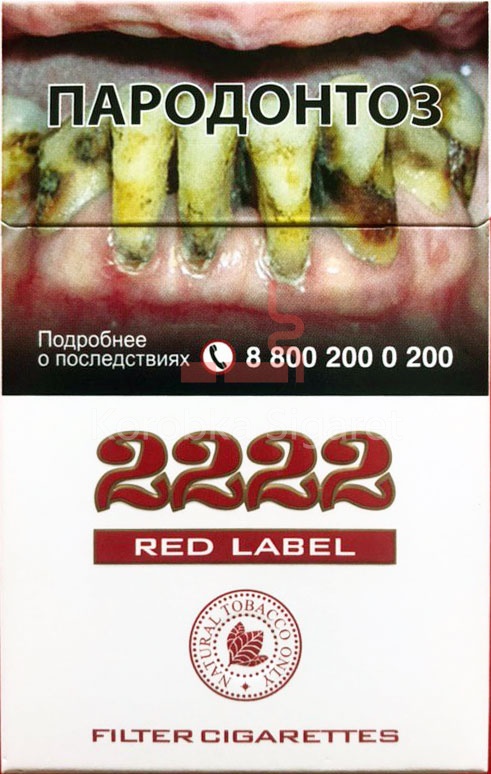 ПАРОДОНТОЗ
Подробнее
о последствиях 8 800 200 0 200
2222
RED LABEL
NATURAL TOBACCO ONLY
FILTER CIGARETTES